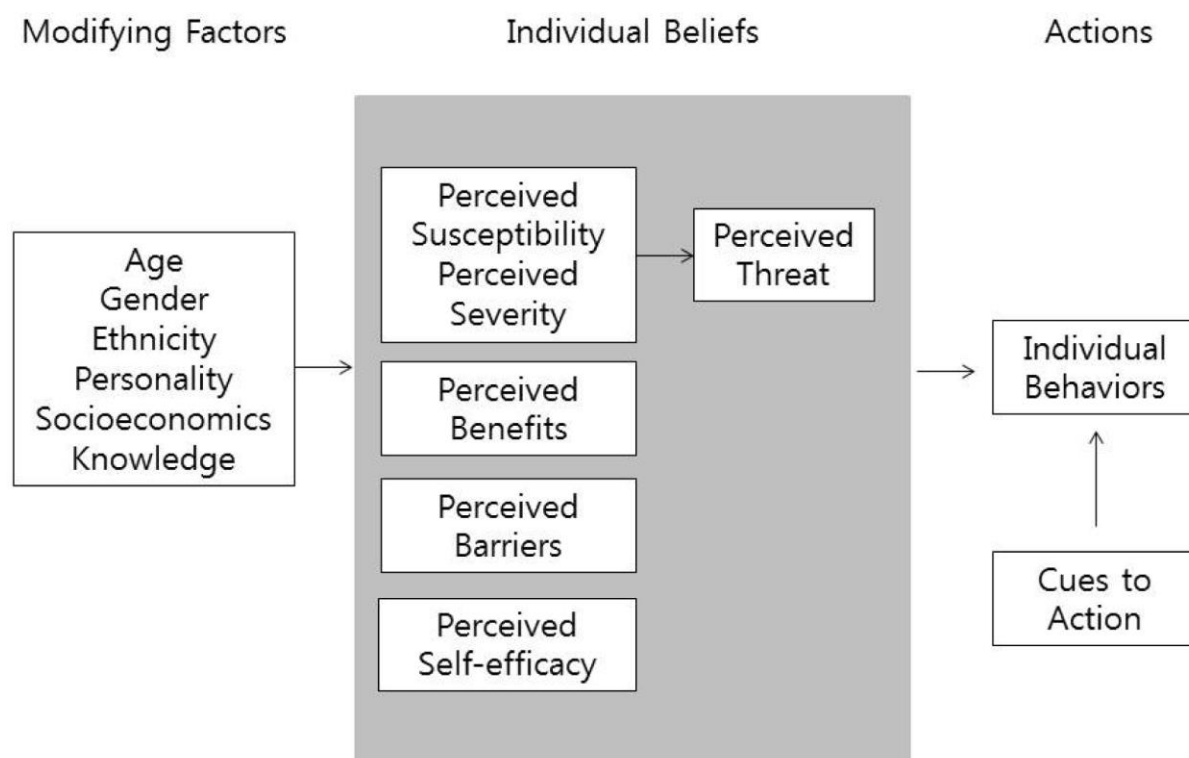 Modifying Factors
Individual Beliefs
Actions
Age
Gender
Ethnicity
Personality
Socioeconomics
Knowledge
Perceived
Susceptibility
Perceived
Severity
Perceived
Threat
Perceived
Benefits
Perceived
Barriers
Perceived
Self-efficacy
Individual
Behaviors
Cues to
Action